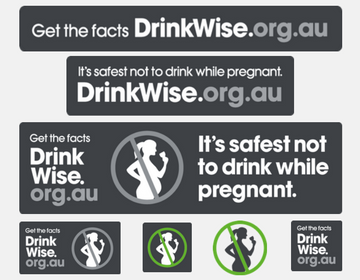 Get the facts DrinkWise.org.au
It's safest not to drink while pregnant.
DrinkWise.org.au
Get the facts
Drink
Wise.
org.au
It's safest not
to drink while
pregnant.
Get the facts
Drink
Wise.
org.au
Get the facts
Drink
Wise.
org.au